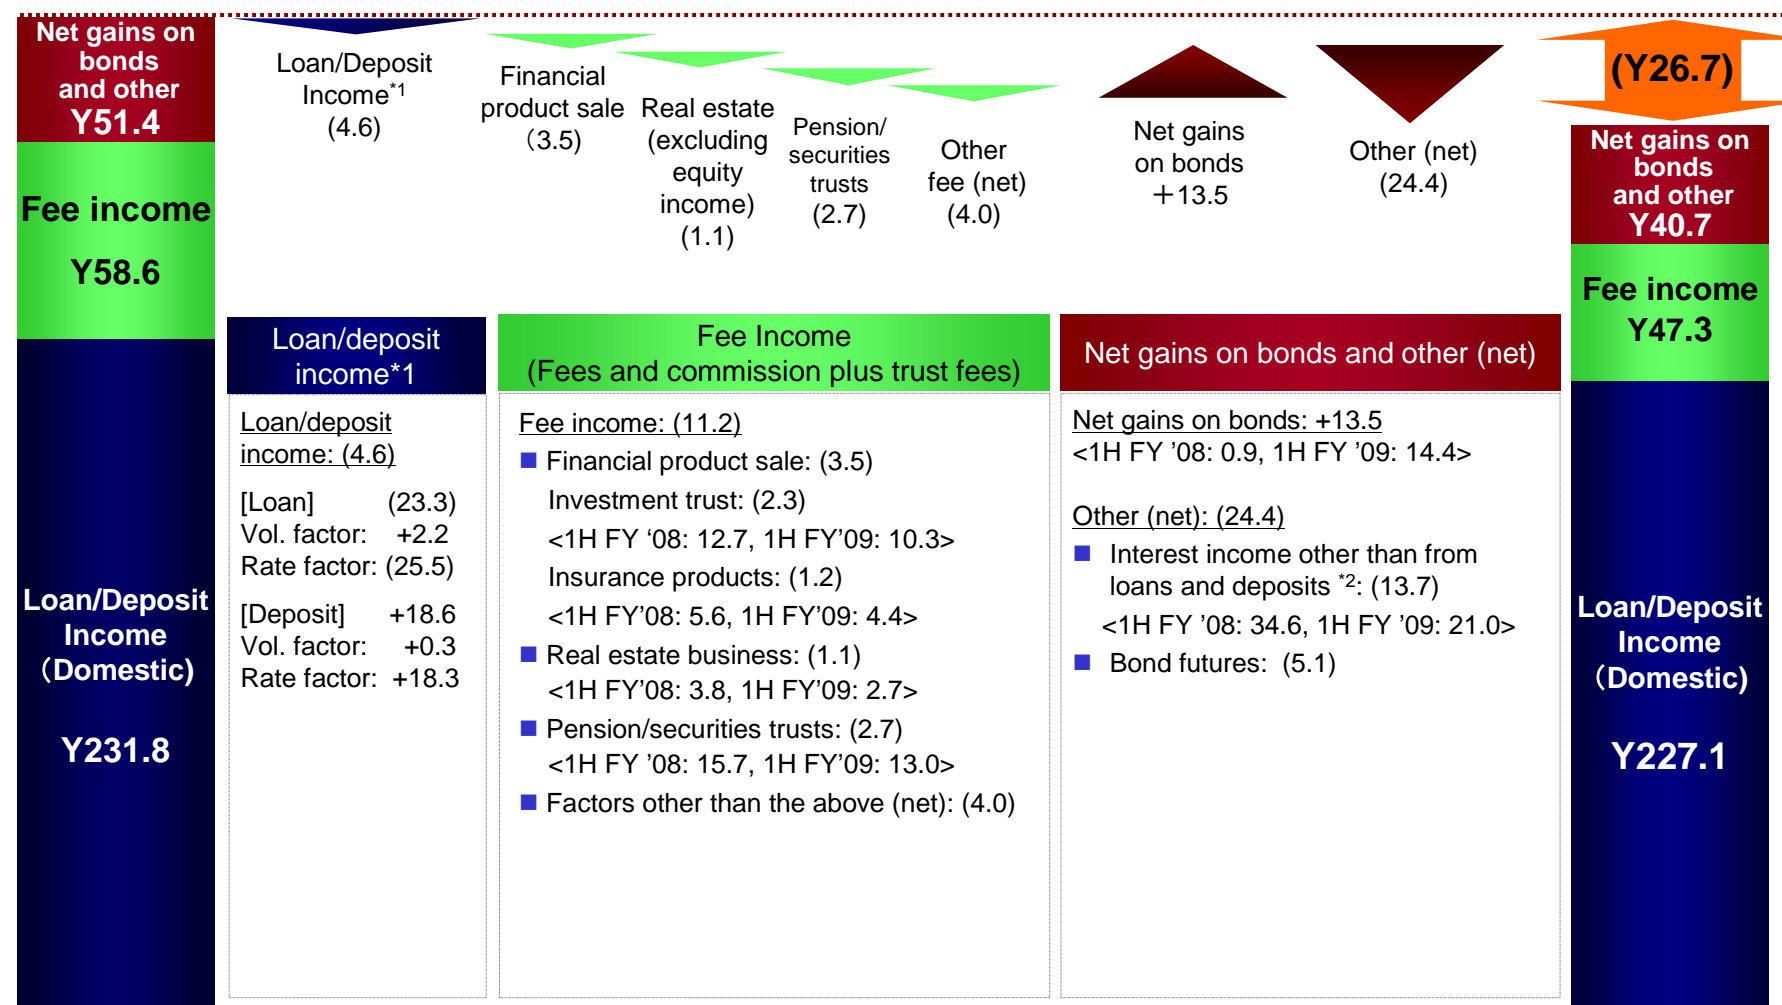 Net gains on
bonds
and other
Y51.4
Fee income
Y58.6
Loan/Deposit
Income
（Domestic)
Y231.8
Loan/Deposit
Income*1
(4.6)
Financial
product sale
（3.5)
Real estate
(excluding
equity
income)
(1.1)
Pension/
securities
trusts
(2.7)
Other
fee (net)
(4.0)
Net gains
on bonds
＋13.5
Other (net)
(24.4)
(Y26.7)
Net gains on
bonds
and other
Y40.7
Fee income
Y47.3
Loan/Deposit
Income
（Domestic)
Y227.1
Loan/deposit
income*1
Loan/deposit
income: (4.6)
[Loan] (23.3)
Vol. factor: +2.2
Rate factor: (25.5)
[Deposit] +18.6
Vol. factor: +0.3
Rate factor: +18.3
Fee Income
(Fees and commission plus trust fees)
Fee income: (11.2)
■ Financial product sale: (3.5)
Investment trust: (2.3)
<1H FY ‘08: 12.7, 1H FY’09: 10.3>
Insurance products: (1.2)
<1H FY’08: 5.6, 1H FY’09: 4.4>
■ Real estate business: (1.1)
<1H FY’08: 3.8, 1H FY’09: 2.7>
■ Pension/securities trusts: (2.7)
<1H FY ’08: 15.7, 1H FY’09: 13.0>
■ Factors other than the above (net): (4.0)
Net gains on bonds and other (net)
Net gains on bonds: +13.5
<1H FY ’08: 0.9, 1H FY ’09: 14.4>
Other (net): (24.4)
■ Interest income other than from
loans and deposits *2: (13.7)
<1H FY ’08: 34.6, 1H FY ’09: 21.0>
■ Bond futures: (5.1)